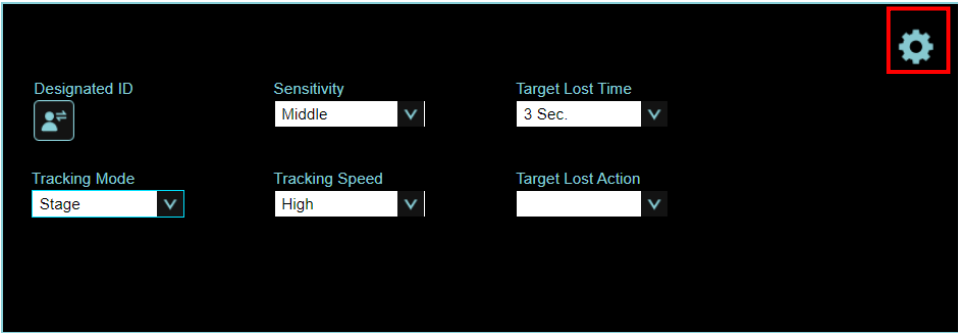 Designated ID
Sensitivity
Target Lost Time
Middle
3 Sec.
Tracking Mode
Tracking Speed
Target Lost Action
Stage
High